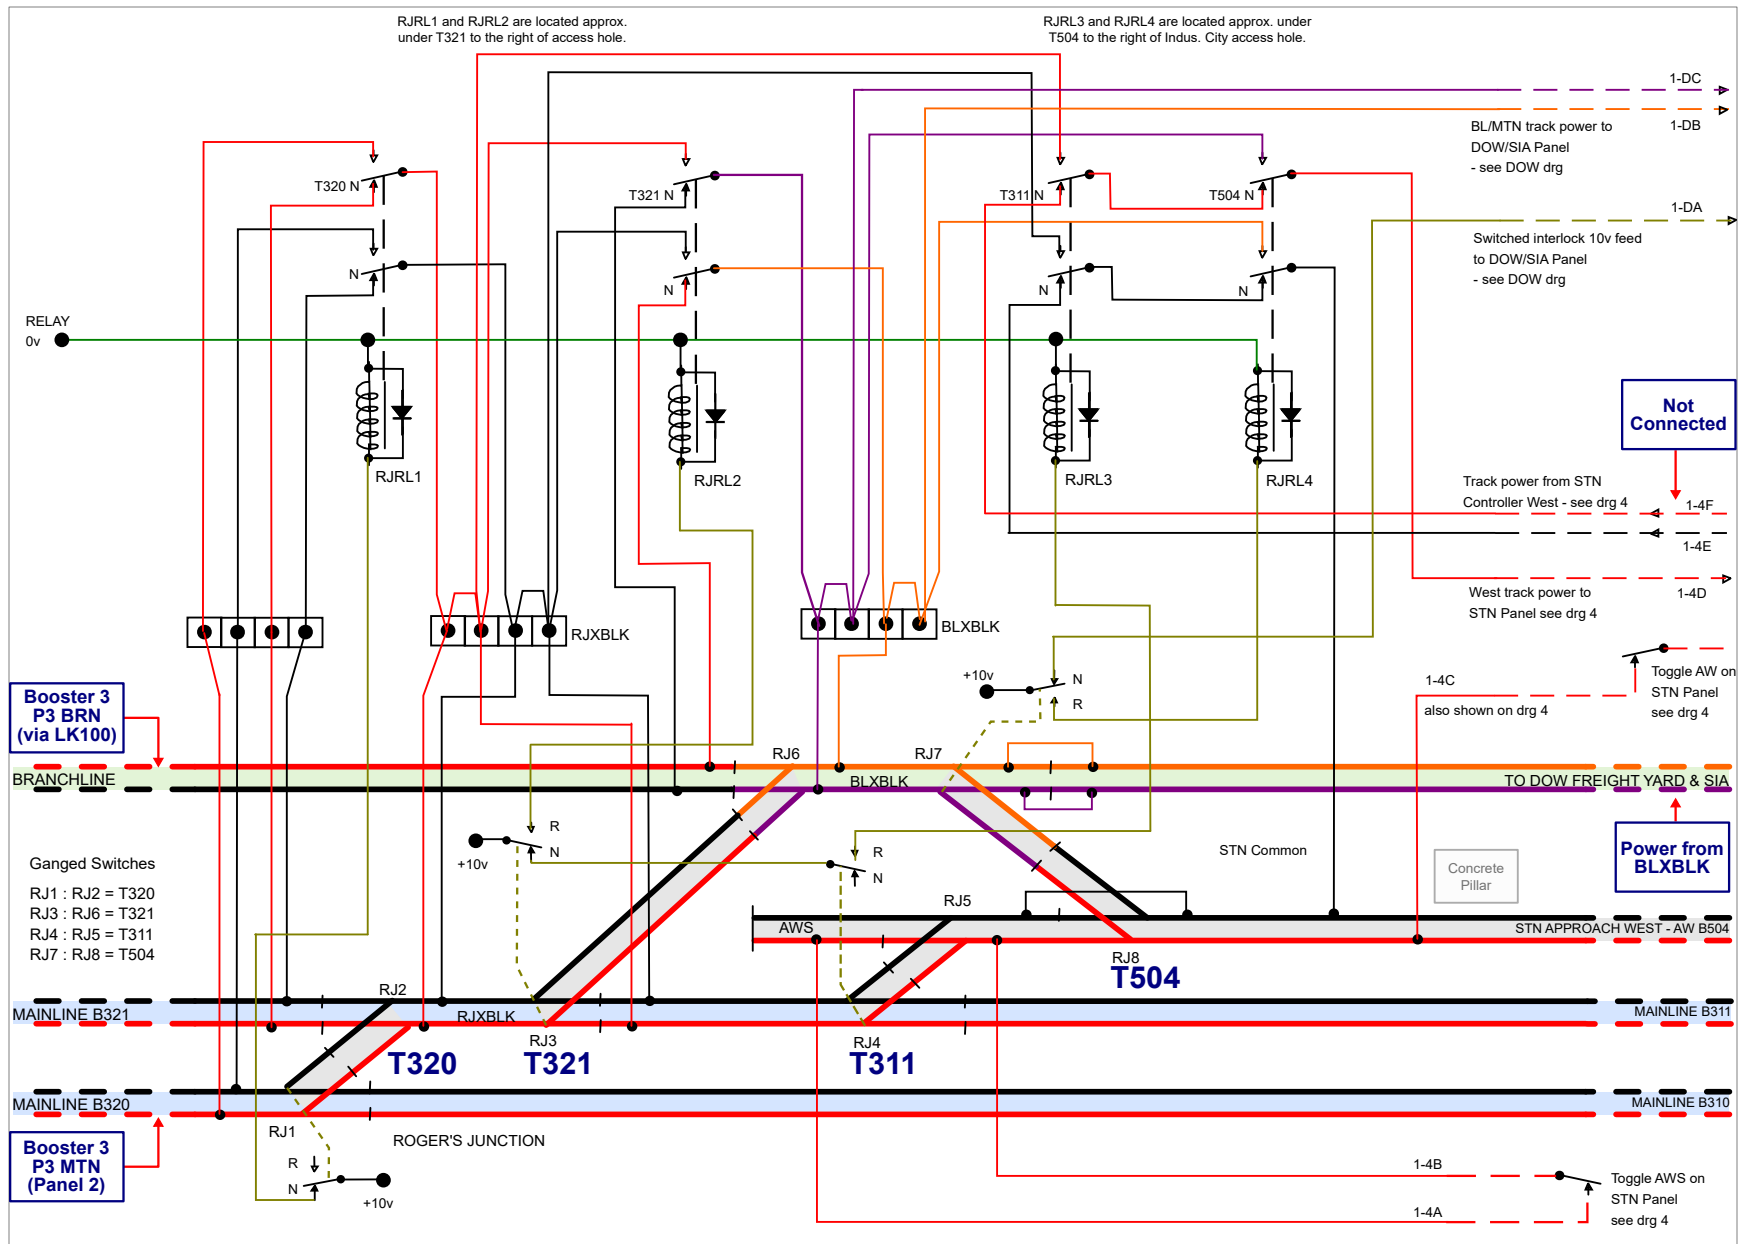 RJRL1 and RJRL2 are located approx.
under T321 to the right of access hole.
RJRL3 and RJRL4 are located approx. under
T504 to the right of Indus. City access hole.
1-DC
1-DB
BL/MTN track power to
DOW/SIA Panel
- see DOW drg
T320 N
T321 N
T311 N
T504 N
1-DA
Switched interlock 10v feed
to DOW/SIA Panel
- see DOW drg
N
N
N
N
RELAY
0v
RJRL1
RJRL2
RJRL3
RJRL4
Not
Connected
Track power from STN
Controller West - see drg 4
1-4F
1-4E
West track power to
STN Panel see drg 4
1-4D
RJXBLK
BLXBLK
Toggle AW on
STN Panel
see drg 4
1-4C
also shown on drg 4
+10v
N
R
Booster 3
P3 BRN
(via LK100)
BRANCHLINE
RJ6
RJ7
BLXBLK
TO DOW FREIGHT YARD & SIA
R
N
+10v
R
N
STN Common
Concrete
Pillar
Power from
BLXBLK
Ganged Switches
RJ1 : RJ2 = T320
RJ3 : RJ6 = T321
RJ4 : RJ5 = T311
RJ7 : RJ8 = T504
RJ5
AWS
STN APPROACH WEST - AW B504
RJ8
T504
RJ2
MAINLINE B321
RJXBLK
MAINLINE B311
RJ3
RJ4
T320
T321
T311
MAINLINE B320
MAINLINE B310
RJ1
ROGER'S JUNCTION
Booster 3
P3 MTN
(Panel 2)
R
N
+10v
1-4B
1-4A
Toggle AWS on
STN Panel
see drg 4